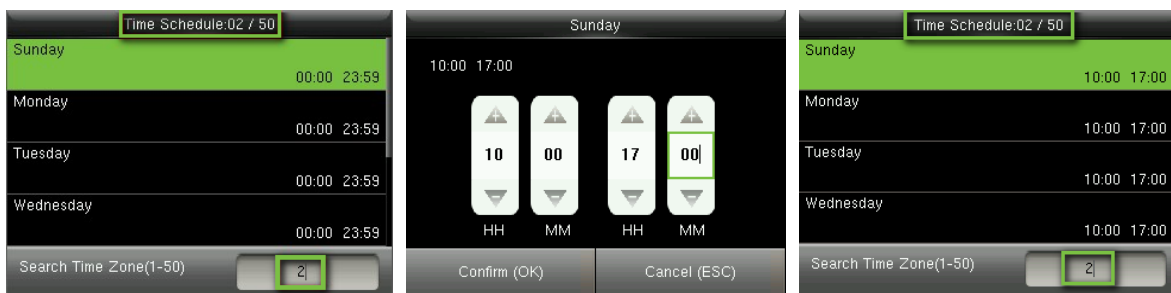 Time Schedule:02 / 50
Sunday
00:00 23:59
Monday
00:00 23:59
Tuesday
00:00 23:59
Wednesday
00:00 23:59
Search Time Zone(1-50)
2
Sunday
10:00 17:00
10 00 17 00
HH MM HH MM
Confirm (OK) Cancel (ESC)
Time Schedule:02 / 50
Sunday
10:00 17:00
Monday
10:00 17:00
Tuesday
10:00 17:00
Wednesday
10:00 17:00
Search Time Zone(1-50)
2